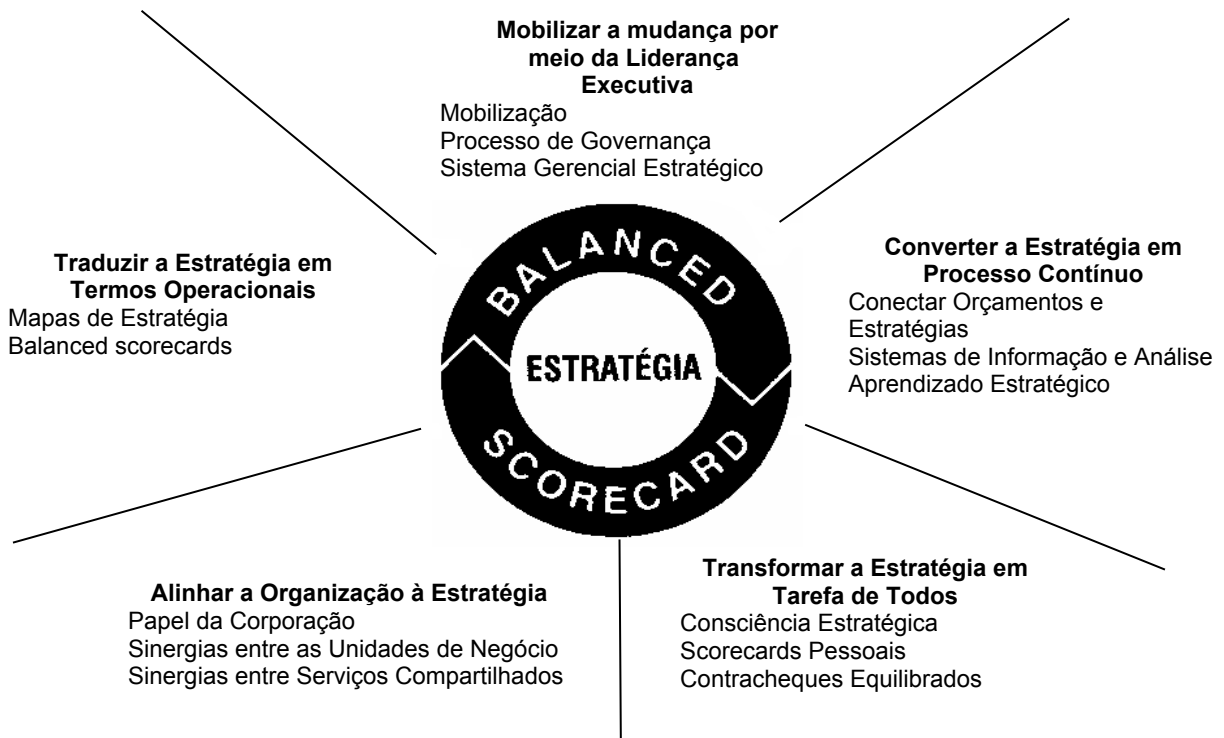 Mobilizar a mudança por
meio da Liderança
Executiva
Mobilização
Processo de Governança
Sistema Gerencial Estratégico
Traduzir a Estratégia em
Termos Operacionais
Mapas de Estratégia
Balanced scorecards
BALANCED
ESTRATÉGIA
SCORECARD
Converter a Estratégia em
Processo Contínuo
Conectar Orçamentos e
Estratégias
Sistemas de Informação e Análise
Aprendizado Estratégico
Alinhar a Organização à Estratégia
Papel da Corporação
Sinergias entre as Unidades de Negócio
Sinergias entre Serviços Compartilhados
Transformar a Estratégia em
Tarefa de Todos
Consciência Estratégica
Scorecards Pessoais
Contracheques Equilibrados